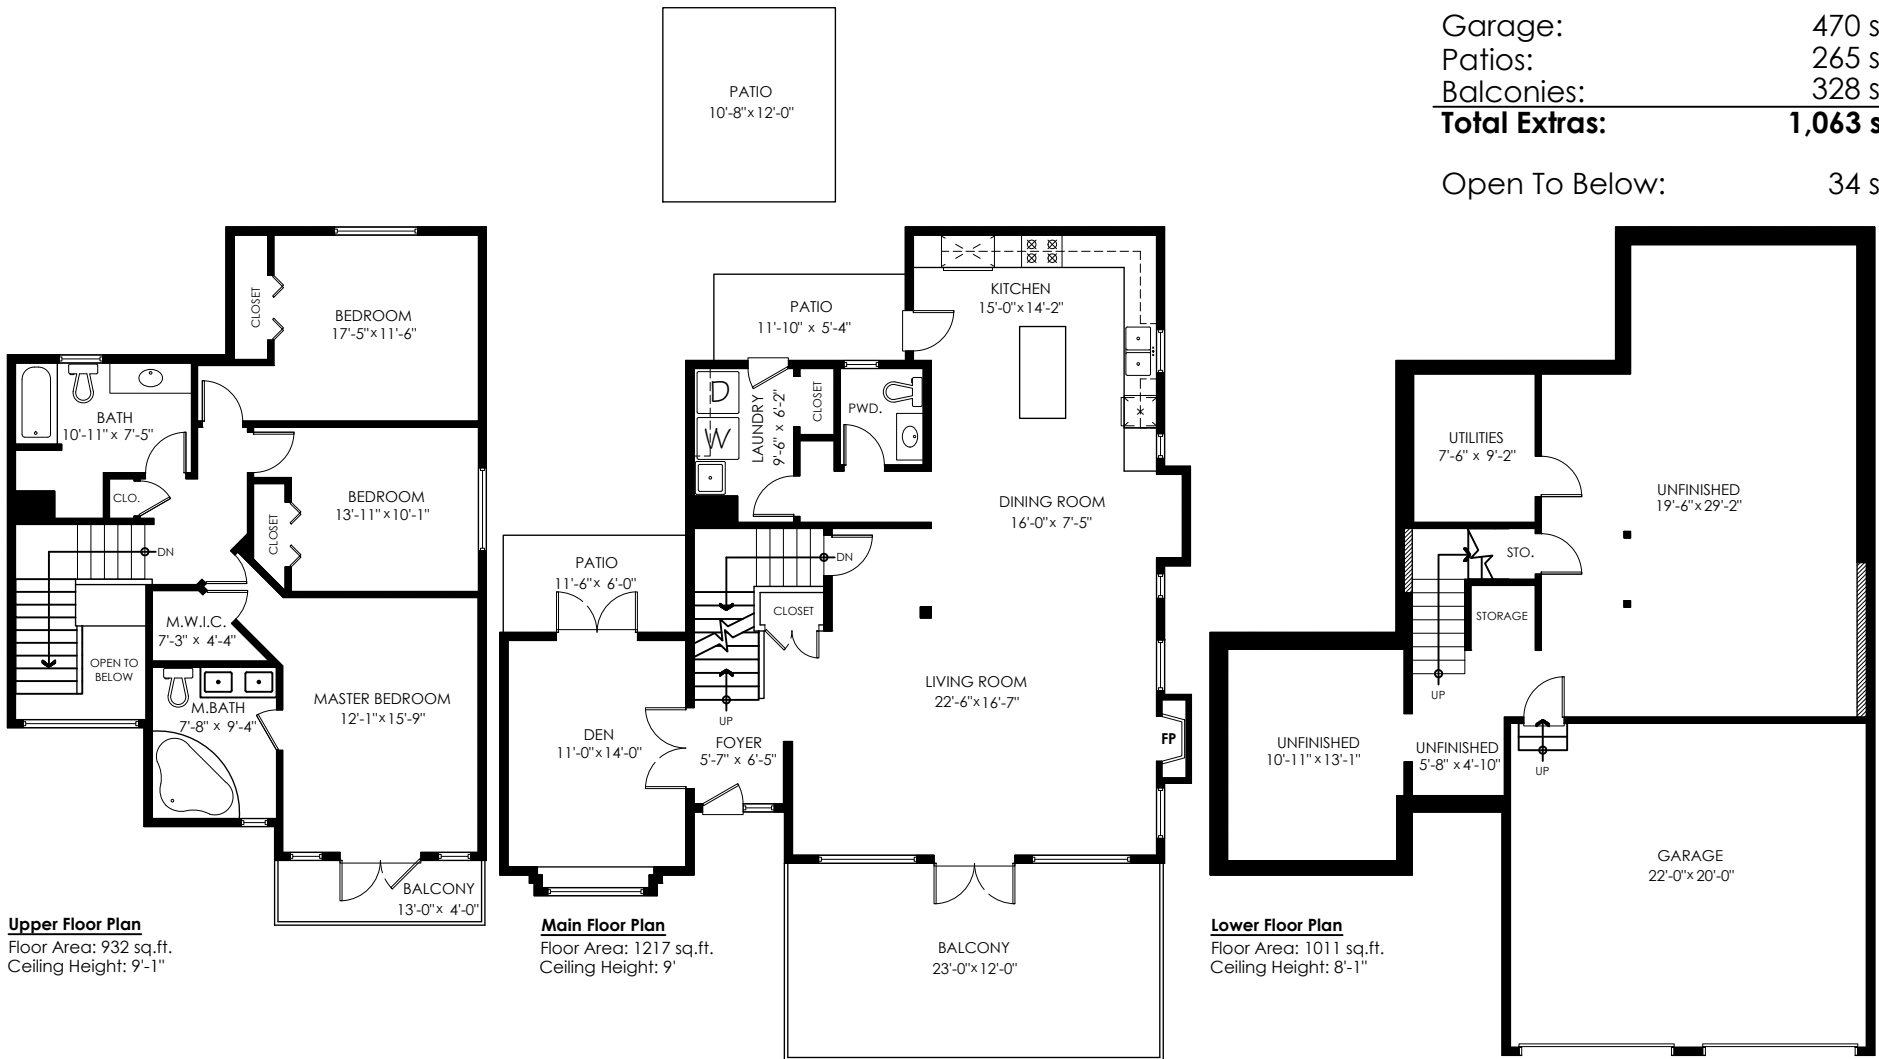 Garage: 470 s
Patios: 265 s
Balconies: 328 s
Total Extras: 1,063 s
Open To Below: 34 s
PATIO
10'-8"x12'-0"
BEDROOM
17'-5"x11'-6"
CLOSET
BATH
10'-11" x 7'-5"
CLO.
BEDROOM
13'-11"x10'-1"
CLOSET
DN
M.W.I.C.
7'-3" x 4'-4"
OPEN TO
BELOW
M.BATH
7'-8" x 9'-4"
MASTER BEDROOM
12'-1"x15'-9"
BALCONY
13'-0"x 4'-0"
Upper Floor Plan
Floor Area: 932 sq.ft.
Ceiling Height: 9'-1"
KITCHEN
15'-0"x14'-2"
PATIO
11'-10" x 5'-4"
D
W
LAUNDRY
9'-6" x 6'-2"
CLOSET
PWD.
DINING ROOM
16'-0"x 7'-5"
PATIO
11'-6"x 6'-0"
DN
CLOSET
LIVING ROOM
22'-6"x16'-7"
UP
DEN
11'-0"x14'-0"
FOYER
5'-7" x 6'-5"
FP
BALCONY
23'-0"x12'-0"
Main Floor Plan
Floor Area: 1217 sq.ft.
Ceiling Height: 9'
UTILITIES
7'-6" x 9'-2"
UNFINISHED
19'-6"x29'-2"
STO.
STORAGE
UP
UNFINISHED
10'-11"x13'-1"
UNFINISHED
5'-8" x 4'-10"
UP
GARAGE
22'-0"x20'-0"
Lower Floor Plan
Floor Area: 1011 sq.ft.
Ceiling Height: 8'-1"